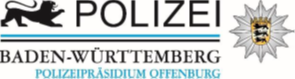 POLIZEI
BADEN-WÜRTTEMBERG
POLIZEIPRÄSIDIUM OFFENBURG